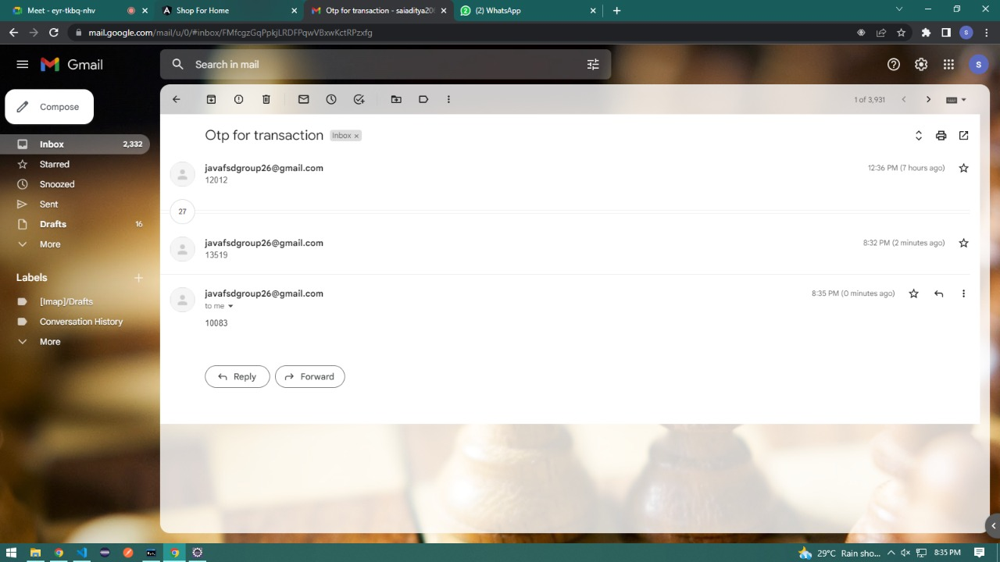 Meet - eyr-tkbq-nhv
Shop For Home
Otp for transaction - saiaditya20
(2) WhatsApp
mail.google.com/mail/u/0/#inbox/FMfcgzGqPpkjLRDFPqwVBxwKctRPzxfg
S
Gmail
Search in mail
S
Compose
1 of 3,931
Inbox 2,332
Starred
Snoozed
Sent
Drafts 16
More
Labels
[Imap]/Drafts
Conversation History
More
Otp for transaction Inbox ×
javafsdgroup26@gmail.com 12:36 PM (7 hours ago)
12012
27
javafsdgroup26@gmail.com 8:32 PM (2 minutes ago)
13519
javafsdgroup26@gmail.com 8:35 PM (0 minutes ago)
to me
10083
Reply
Forward
29°C Rain sho... 8:35 PM